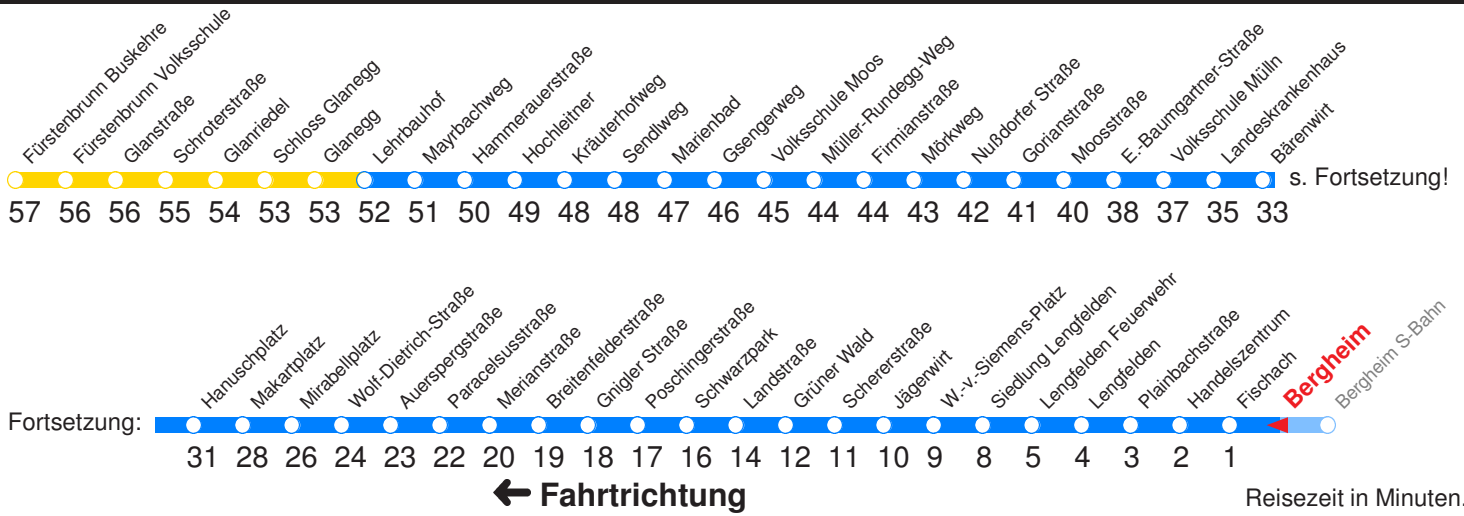 Fürstenbrunn Buskehre
Fürstenbrunn Volksschule
Glanstraße
Schroterstraße
Glanriedel
Schloss Glanegg
Glanegg
Lehrbauhof
Mayrbachweg
Hammerauerstraße
Hochleitner
Kräuterhofweg
Sendlweg
Marienbad
Gsengerweg
Volksschule Moos
Müller-Rundegg-Weg
Firmianstraße
Mörkweg
Nußdorfer Straße
Gorianstraße
Moosstraße
E.-Baumgartner-Straße
Volksschule Mülln
Landeskrankenhaus
Bärenwirt
s. Fortsetzung!
57 56 56 55 54 53 53 52 51 50 49 48 48 47 46 45 44 44 43 42 41 40 38 37 35 33
Hanuschplatz
Makartplatz
Mirabellplatz
Wolf-Dietrich-Straße
Auerspergstraße
Paracelsusstraße
Merianstraße
Breitenfelderstraße
Gnigler Straße
Poschingerstraße
Schwarzpark
Landstraße
Grüner Wald
Schererstraße
Jägerwirt
W.-v.-Siemens-Platz
Siedlung Lengfelden
Lengfelden Feuerwehr
Lengfelden
Plainbachstraße
Handelszentrum
Fischach
Bergheim
Bergheim S-Bahn
Fortsetzung:
31 28 26 24 23 22 20 19 18 17 16 14 12 11 10 9 8 5 4 3 2 1
← Fahrtrichtung
Reisezeit in Minuten.